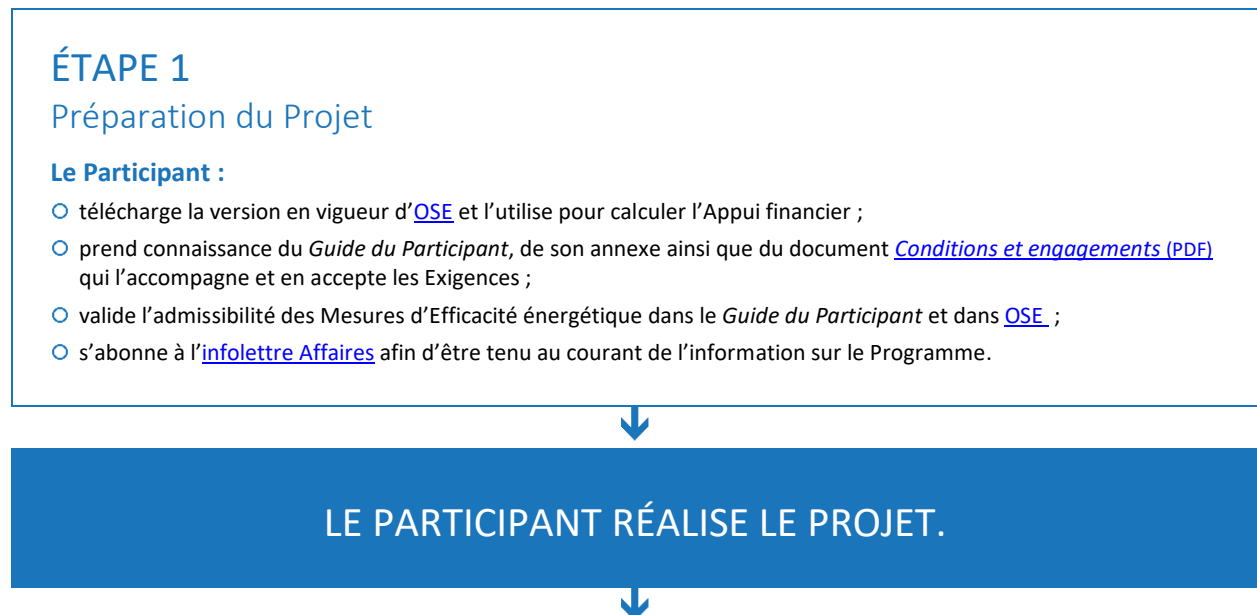 ÉTAPE 1
Préparation du Projet
Le Participant :
télécharge la version en vigueur d’OSE et l’utilise pour calculer l’Appui financier ;
prend connaissance du Guide du Participant, de son annexe ainsi que du document Conditions et engagements (PDF)
qui l’accompagne et en accepte les Exigences ;
valide l’admissibilité des Mesures d’Efficacité énergétique dans le Guide du Participant et dans OSE ;
s’abonne à l’infolettre Affaires afin d’être tenu au courant de l’information sur le Programme.
LE PARTICIPANT RÉALISE LE PROJET.